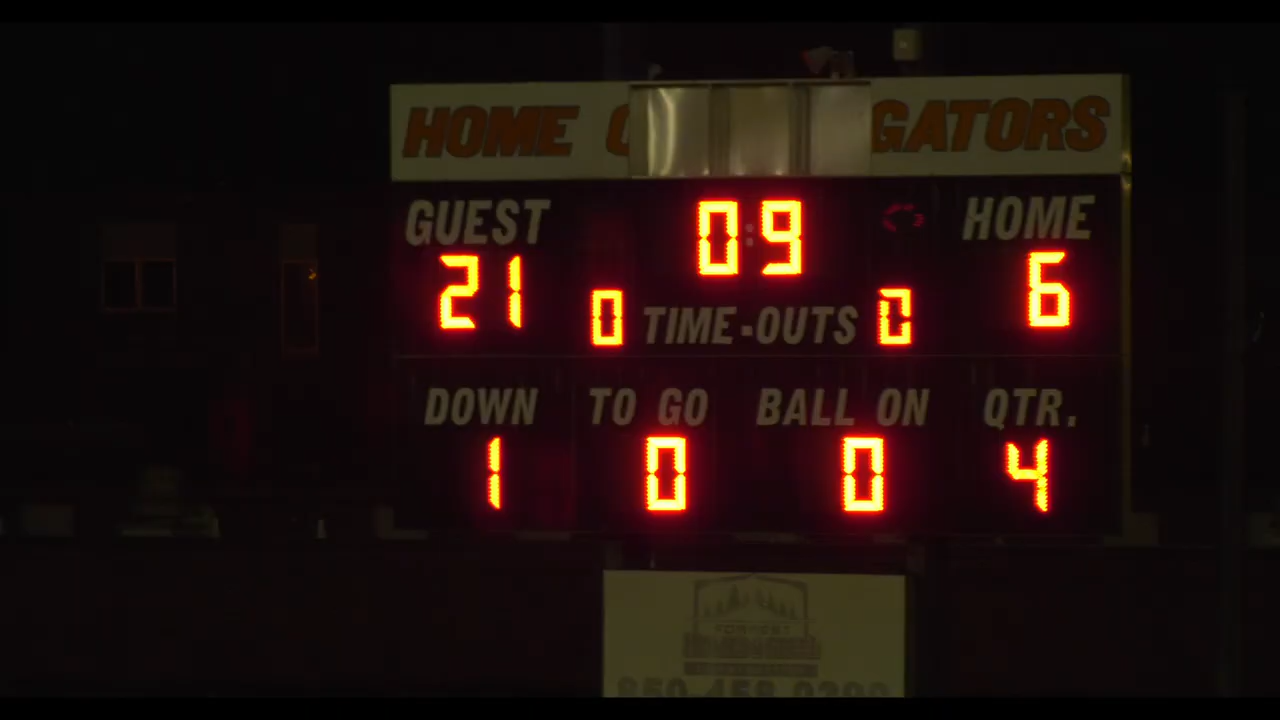 HOME GATORS
09
GUEST HOME
21 6
0 TIME-OUTS 0
DOWN TO GO BALL ON QTR.
1 0 0 4